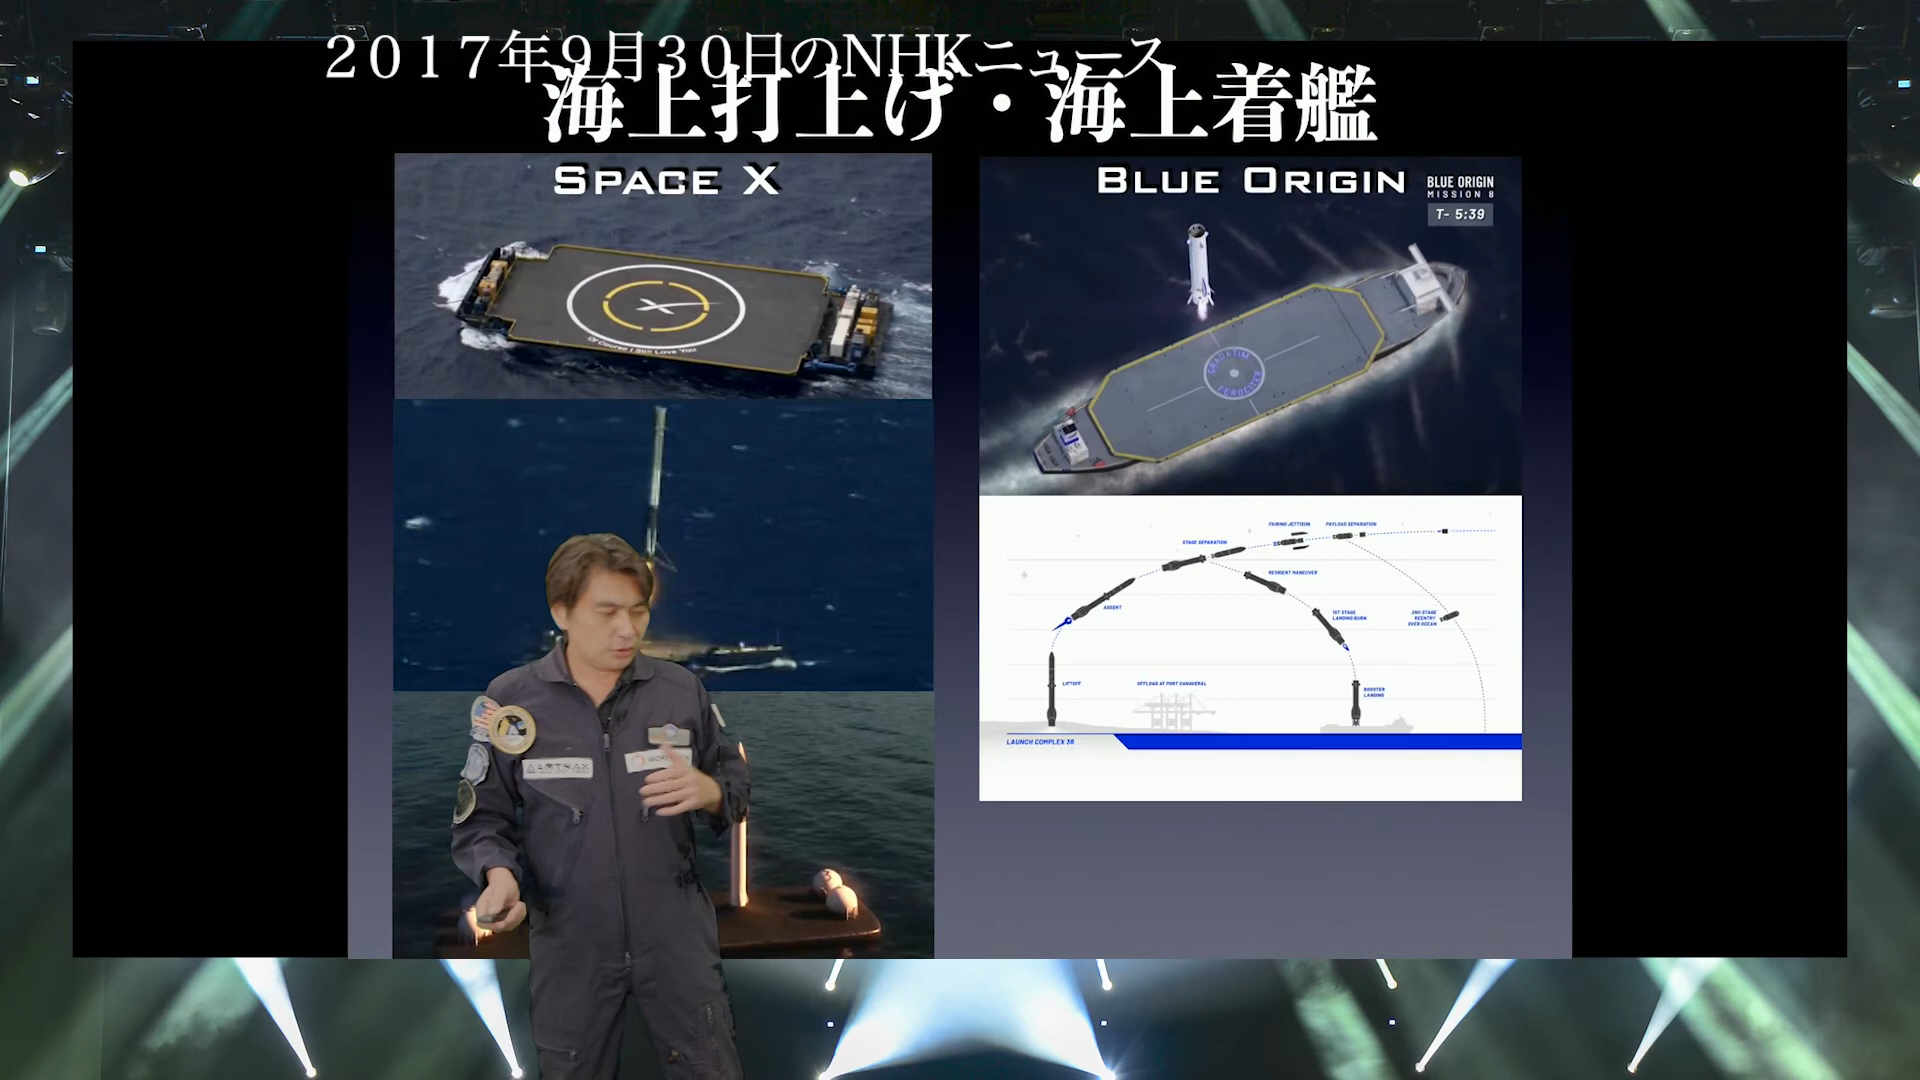 ２０１７年９月３０日のNHKニュース
海上打上げ・海上着艦
SPACE X
Of Course I Still Love You
BLUE ORIGIN
BLUE ORIGIN
MISSION 8
T- 5:39
GRADATIM
FEROCITER
FAIRING JETTISON
PAYLOAD SEPARATION
STAGE SEPARATION
REORIENT MANEUVER
ASCENT
1ST STAGE
LANDING BURN
2ND STAGE
REENTRY
OVER OCEAN
LIFTOFF
OFFLOAD AT PORT CANAVERAL
BOOSTER
LANDING
LAUNCH COMPLEX 36
ASTRAX